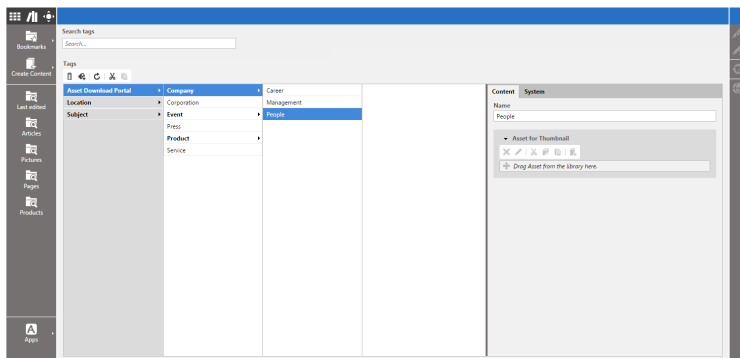 Bookmarks
Create Content
Last edited
Articles
Pictures
Pages
Products
Apps
Search tags
Search...
Tags
Asset Download Portal
Location
Subject
Company
Corporation
Event
Press
Product
Service
Career
Management
People
Content System
Name
People
Asset for Thumbnail
Drag Asset from the library here.